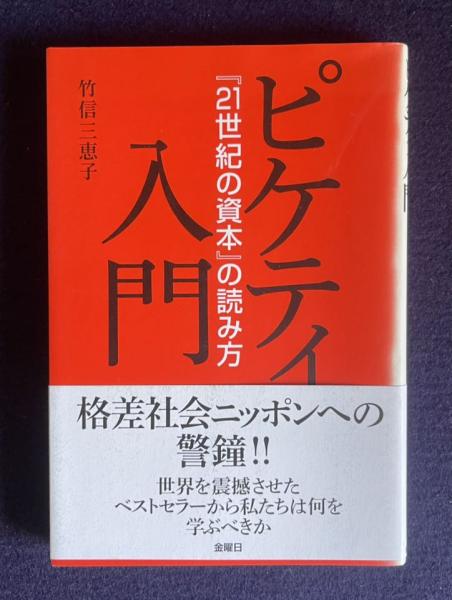 ピケティ
入門
『21世紀の資本』の読み方
竹信三恵子
格差社会ニッポンへの
警鐘!!
世界を震撼させた
ベストセラーから私たちは何を
学ぶべきか
金曜日